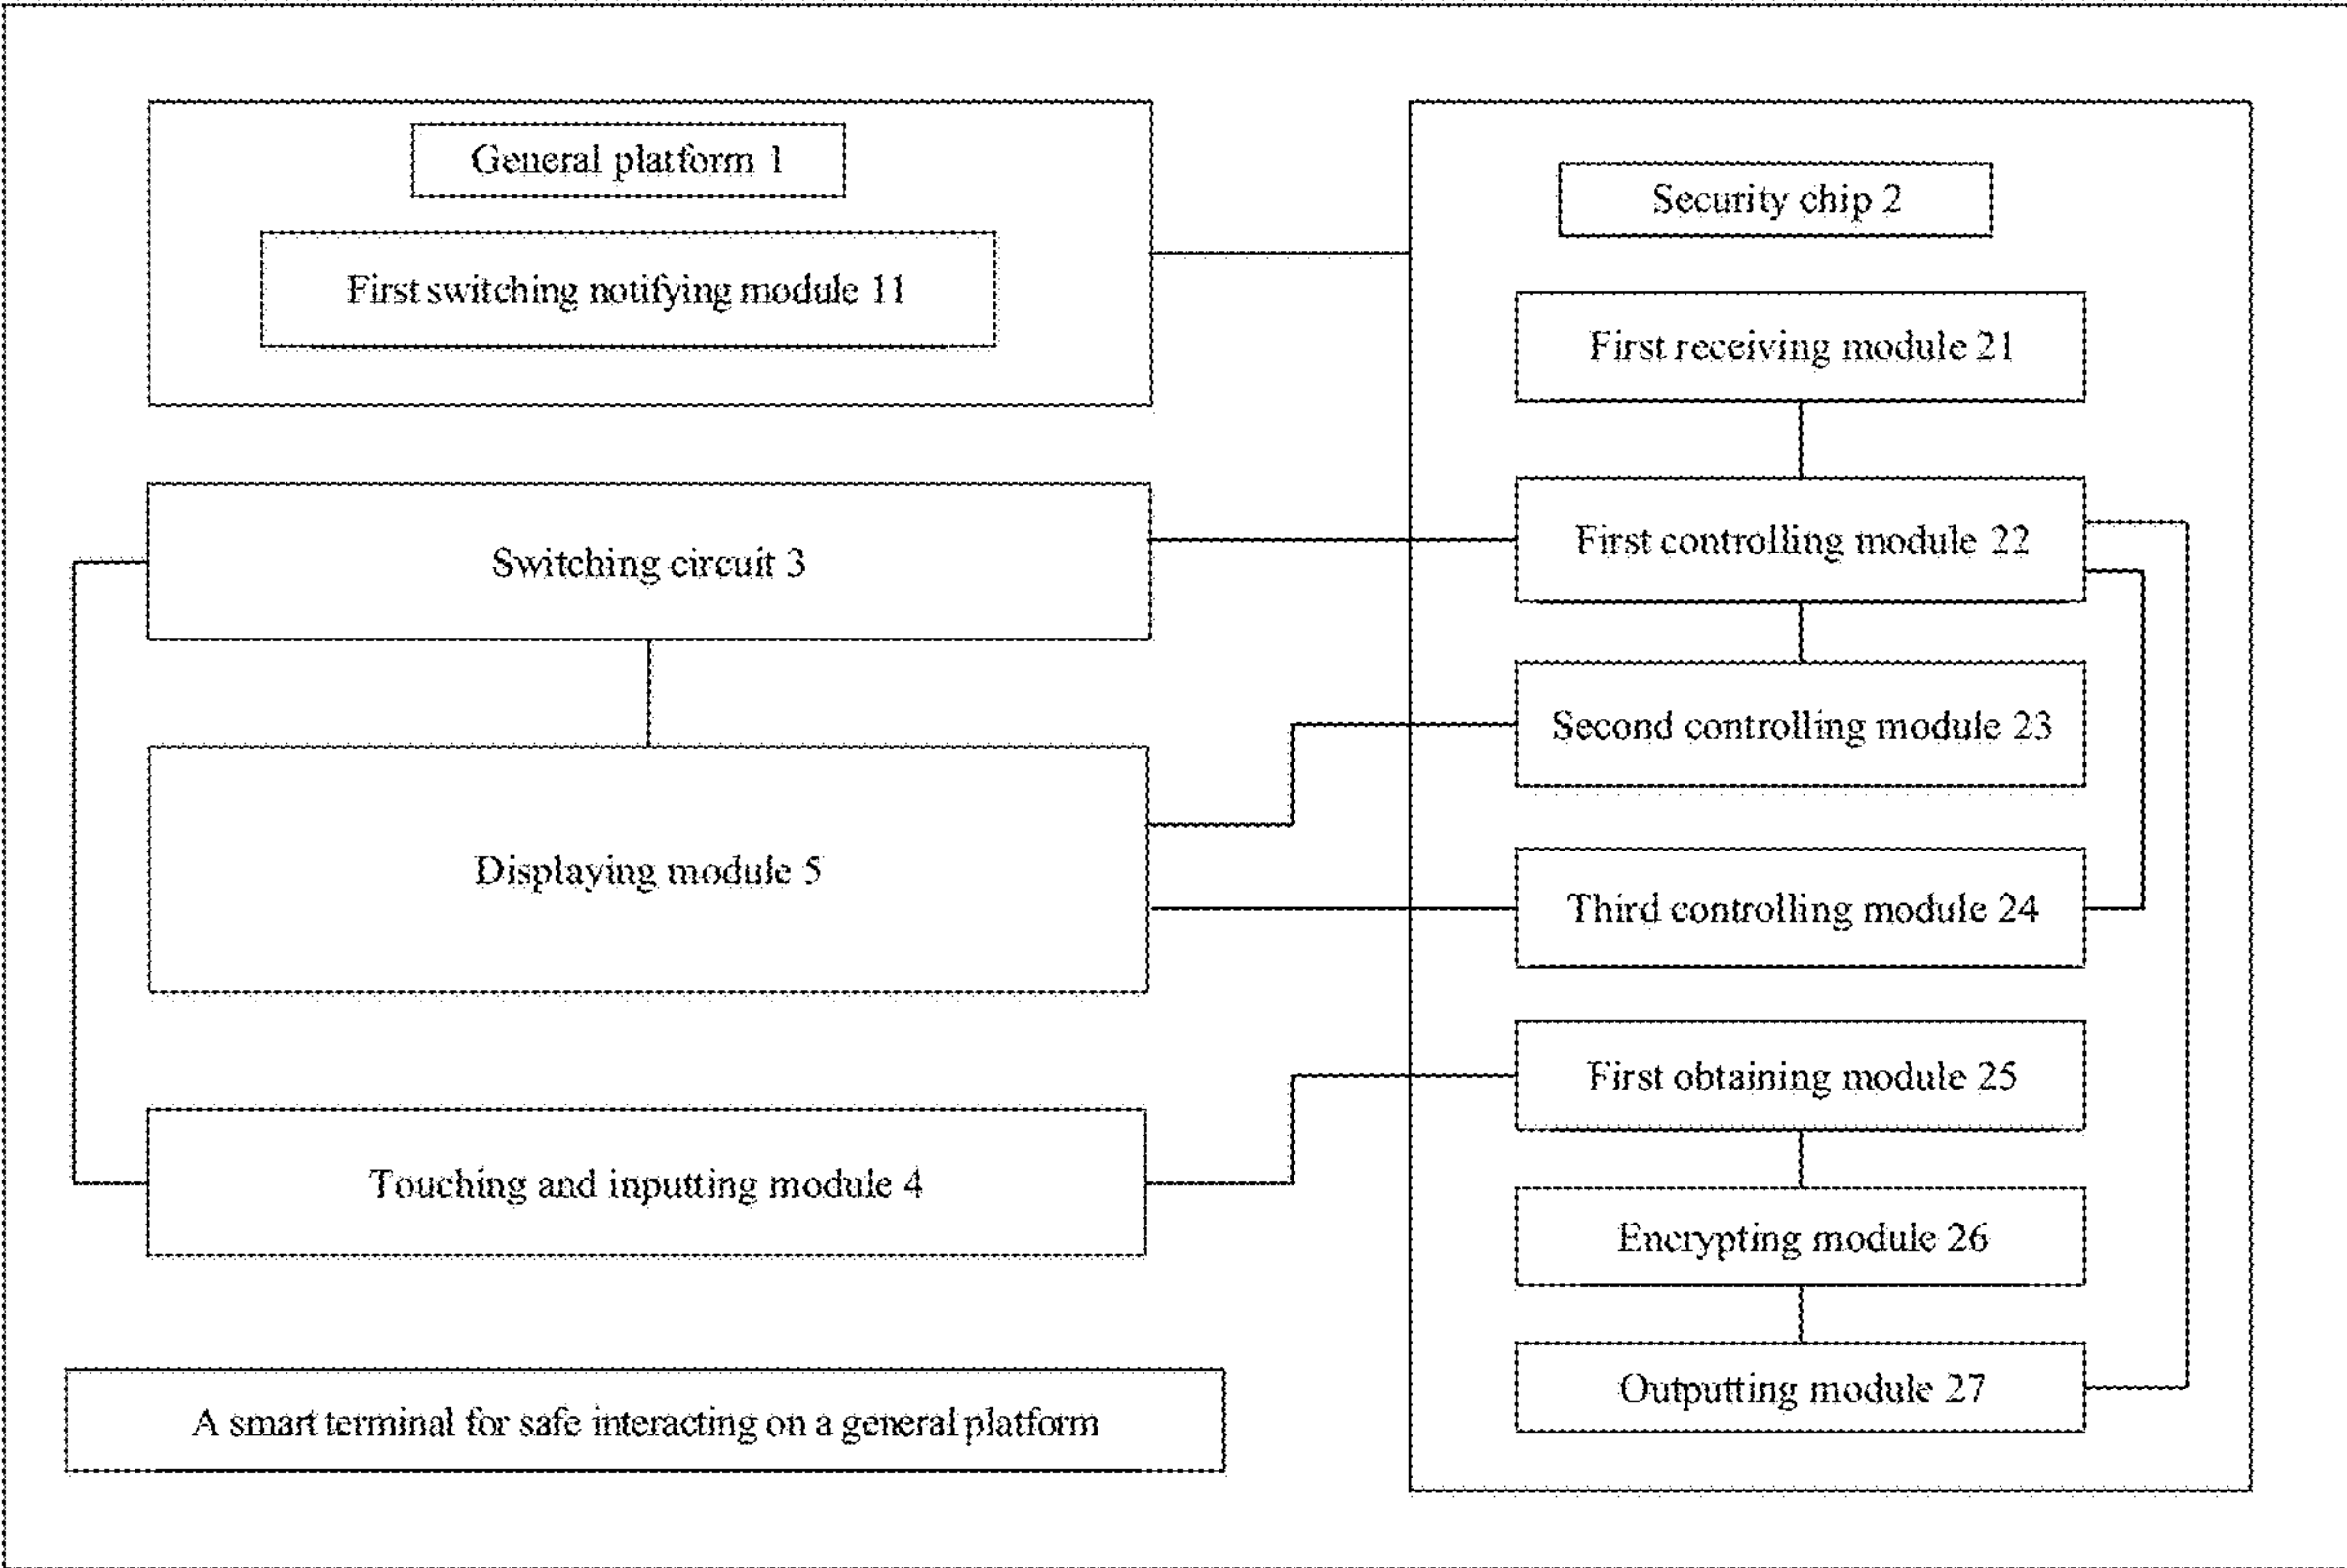 General platform 1
First switching notifying module 11
Switching circuit 3
Displaying module 5
Touching and inputting module 4
A smart terminal for safe interacting on a general platform
Security chip 2
First receiving module 21
First controlling module 22
Second controlling module 23
Third controlling module 24
First obtaining module 25
Encrypting module 26
Outputting module 27